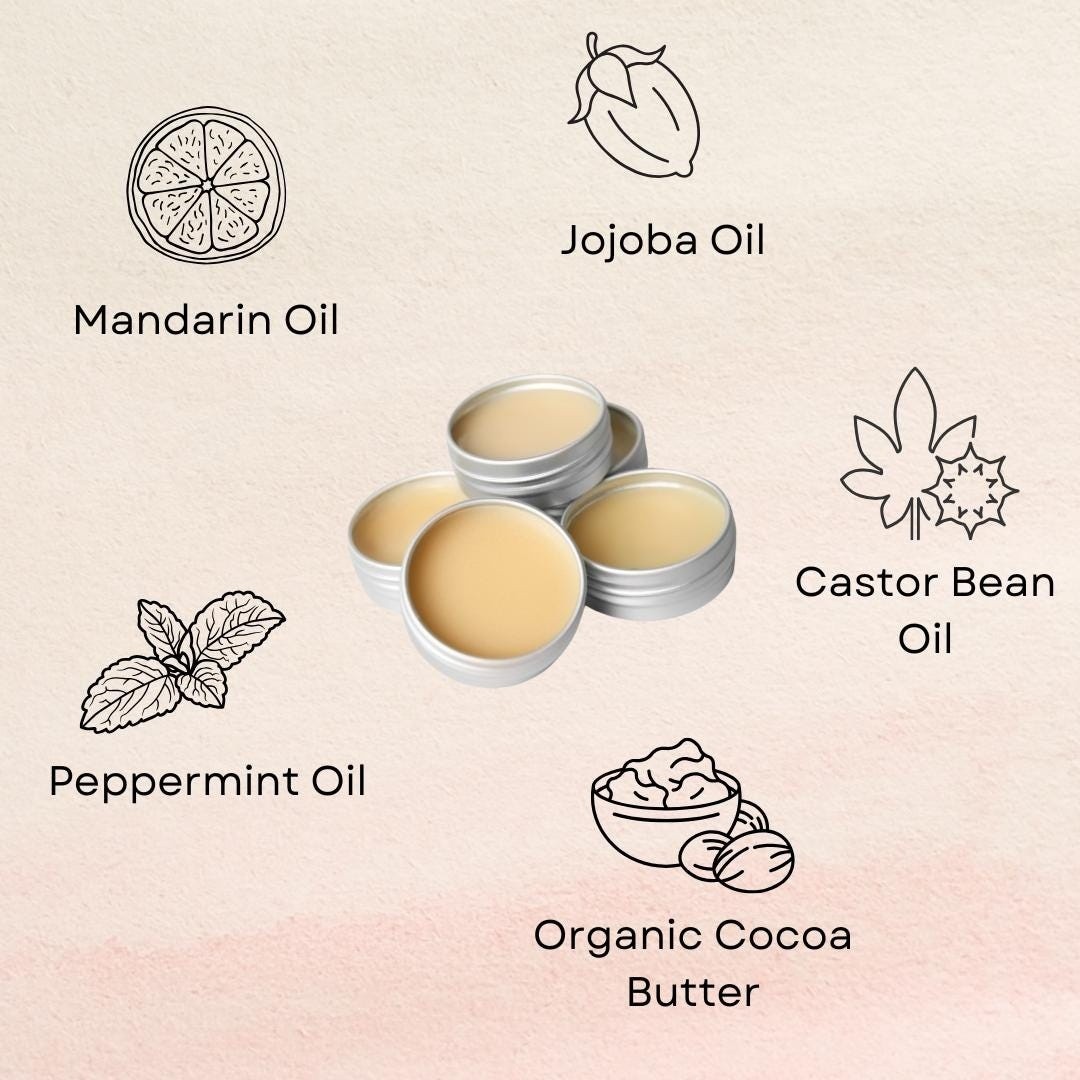 Jojoba Oil
Mandarin Oil
Castor Bean
Oil
Peppermint Oil
Organic Cocoa
Butter